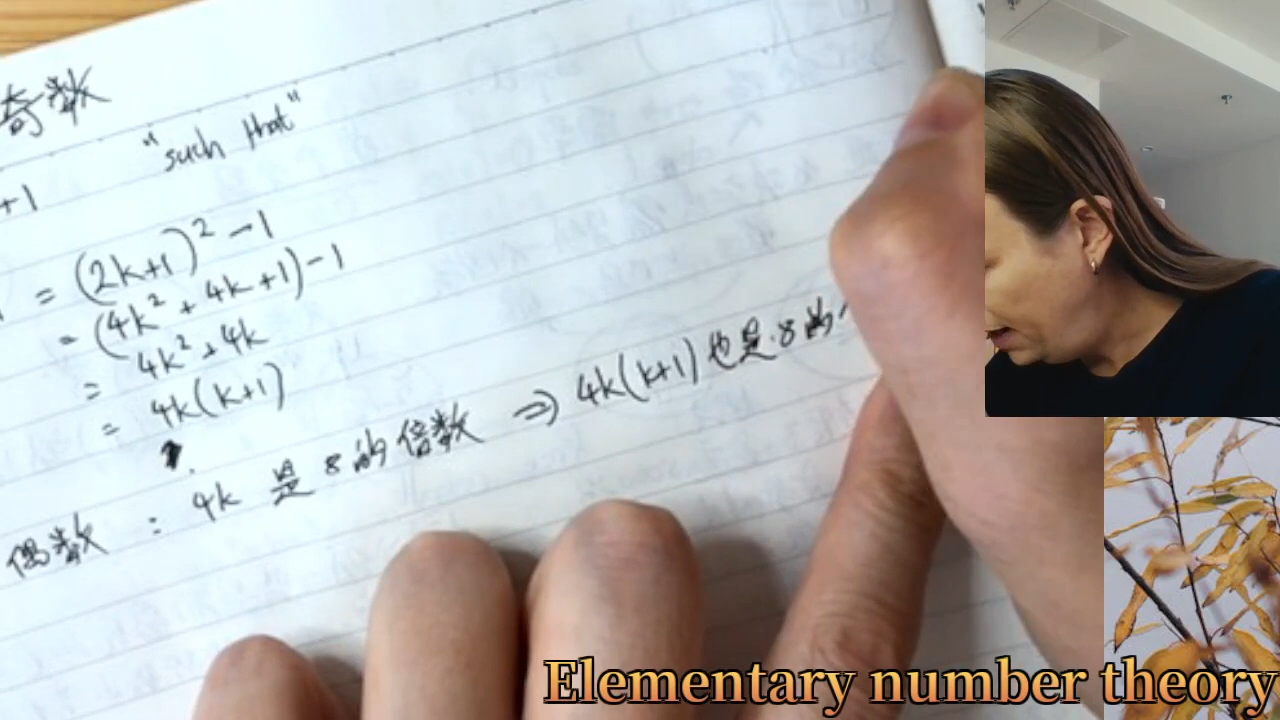 奇数
"such that"
+1
= (2k+1)² -1
= (4k² + 4k +1) -1
= 4k² + 4k
= 4k(k+1)
偶数 : 4k 是 8 的倍数 ⇒ 4k(k+1) 也是 8 的
Elementary number theory